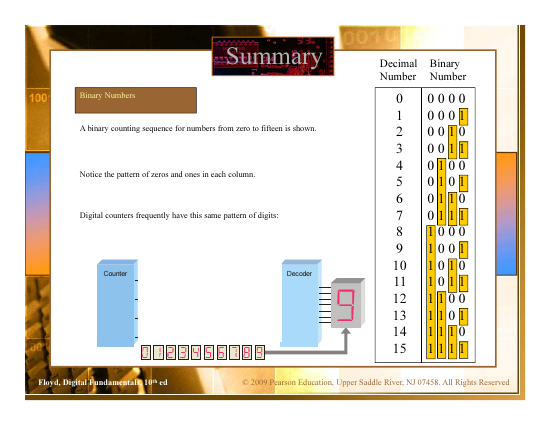 Summary
Binary Numbers
A binary counting sequence for numbers from zero to fifteen is shown.
Notice the pattern of zeros and ones in each column.
Digital counters frequently have this same pattern of digits:
Counter
Decoder
9
0 1 2 3 4 5 6 7 8 9
Decimal Binary
Number Number
0 0 0 0 0
1 0 0 0 1
2 0 0 1 0
3 0 0 1 1
4 0 1 0 0
5 0 1 0 1
6 0 1 1 0
7 0 1 1 1
8 1 0 0 0
9 1 0 0 1
10 1 0 1 0
11 1 0 1 1
12 1 1 0 0
13 1 1 0 1
14 1 1 1 0
15 1 1 1 1
Floyd, Digital Fundamentals, 10th ed
© 2009 Pearson Education, Upper Saddle River, NJ 07458. All Rights Reserved